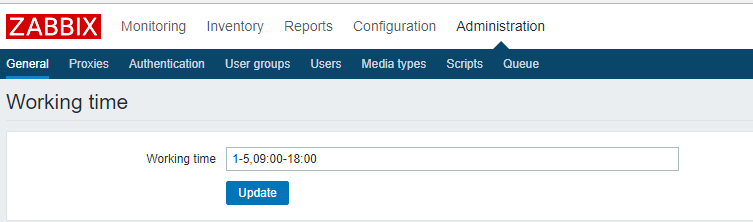 ZABBIX Monitoring Inventory Reports Configuration Administration
General Proxies Authentication User groups Users Media types Scripts Queue
Working time
Working time 1-5,09:00-18:00
Update